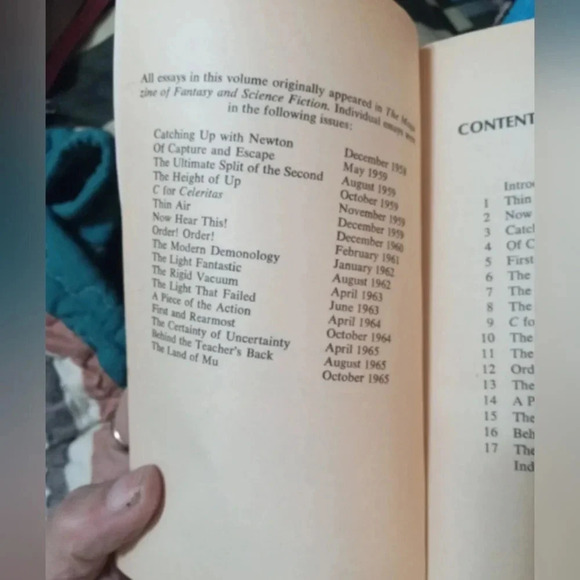 All essays in this volume originally appeared in The Maga-
zine of Fantasy and Science Fiction. Individual essays were
in the following issues:
Catching Up with Newton December 1958
Of Capture and Escape May 1959
The Ultimate Split of the Second August 1959
The Height of Up October 1959
C for Celeritas November 1959
Thin Air December 1959
Now Hear This! December 1960
Order! Order! February 1961
The Modern Demonology January 1962
The Light Fantastic August 1962
The Rigid Vacuum April 1963
The Light That Failed June 1963
A Piece of the Action April 1964
First and Rearmost October 1964
The Certainty of Uncertainty April 1965
Behind the Teacher's Back August 1965
The Land of Mu October 1965
CONTENT
Intro
1 Thin
2 Now
3 Catcl
4 Of C
5 First
6 The
7 The
8 The
9 C fo
10 The
11 The
12 Ord
13 The
14 A P
15 The
16 Beh
17 The
Ind